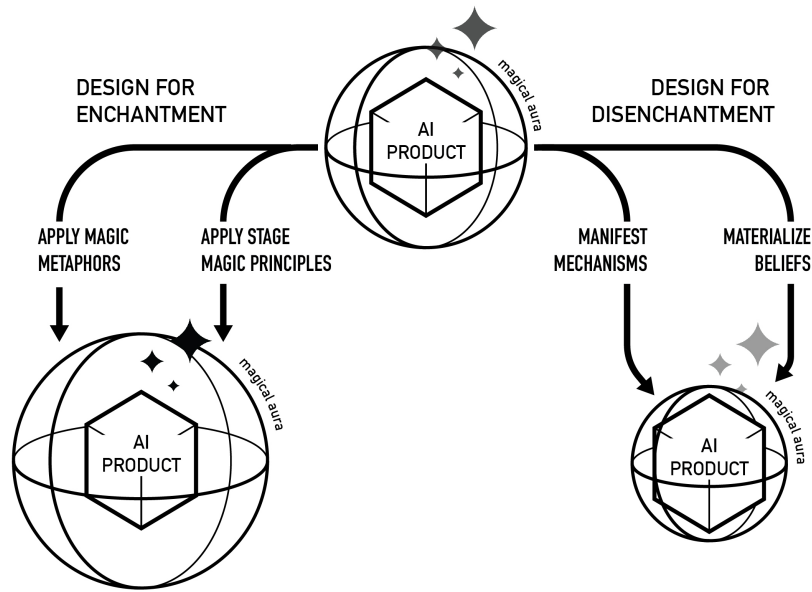 DESIGN FOR
ENCHANTMENT
AI
PRODUCT
magical aura
DESIGN FOR
DISENCHANTMENT
APPLY MAGIC
METAPHORS
APPLY STAGE
MAGIC PRINCIPLES
MANIFEST
MECHANISMS
MATERIALIZE
BELIEFS
AI
PRODUCT
magical aura
AI
PRODUCT
magical aura